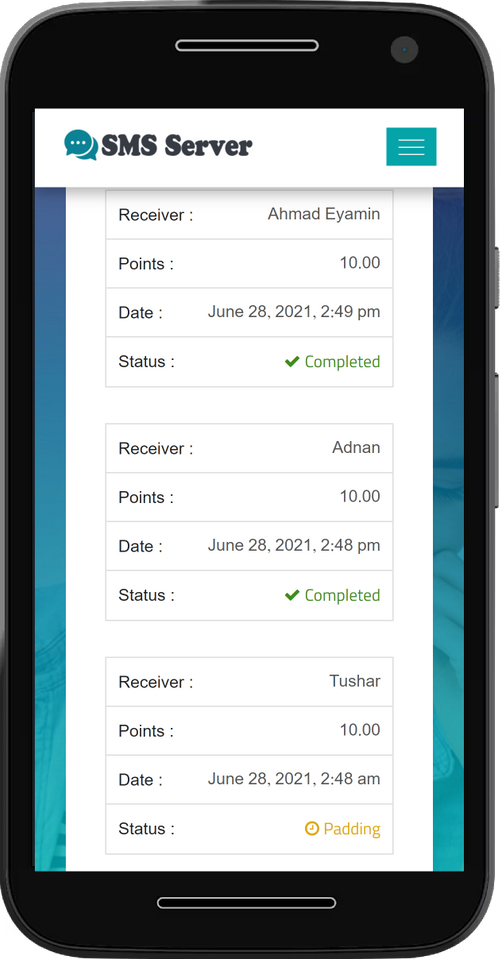 SMS Server
Receiver : Ahmad Eyamin
Points : 10.00
Date : June 28, 2021, 2:49 pm
Status : Completed
Receiver : Adnan
Points : 10.00
Date : June 28, 2021, 2:48 pm
Status : Completed
Receiver : Tushar
Points : 10.00
Date : June 28, 2021, 2:48 am
Status : Padding